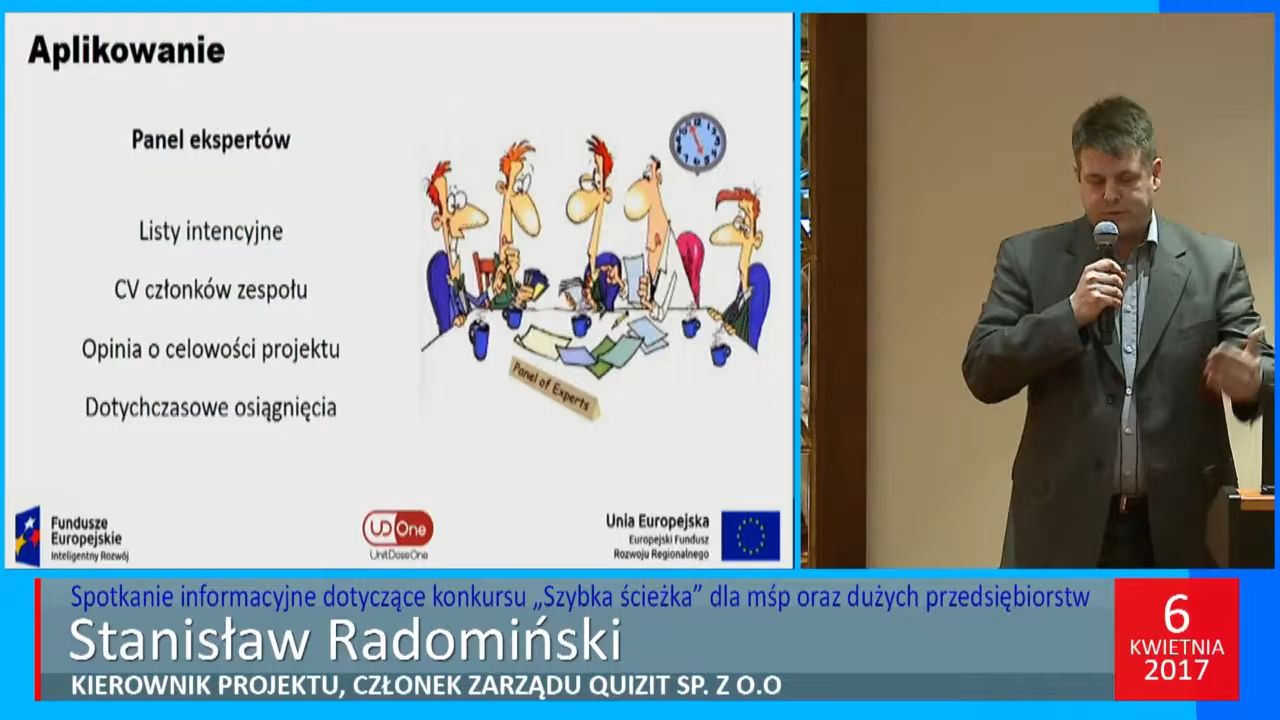 Aplikowanie
Panel ekspertów
Listy intencyjne
CV członków zespołu
Opinia o celowości projektu
Dotychczasowe osiągnięcia
Panel of Experts
Fundusze
Europejskie
Inteligentny Rozwój
UD One
UnitDoseOne
Unia Europejska
Europejski Fundusz
Rozwoju Regionalnego
Spotkanie informacyjne dotyczące konkursu „Szybka ścieżka” dla mśp oraz dużych przedsiębiorstw
Stanisław Radomiński
KIEROWNIK PROJEKTU, CZŁONEK ZARZĄDU QUIZIT SP. Z O.O
6
KWIETNIA
2017